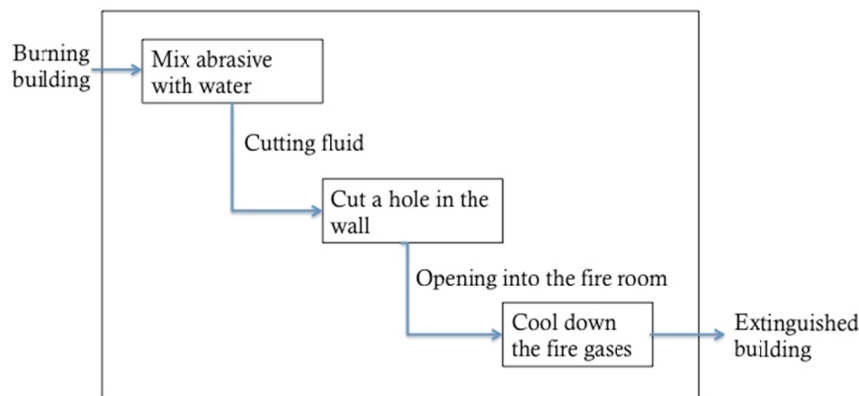 Burning
building
Mix abrasive
with water
Cutting fluid
Cut a hole in the
wall
Opening into the fire room
Cool down
the fire gases
Extinguished
building